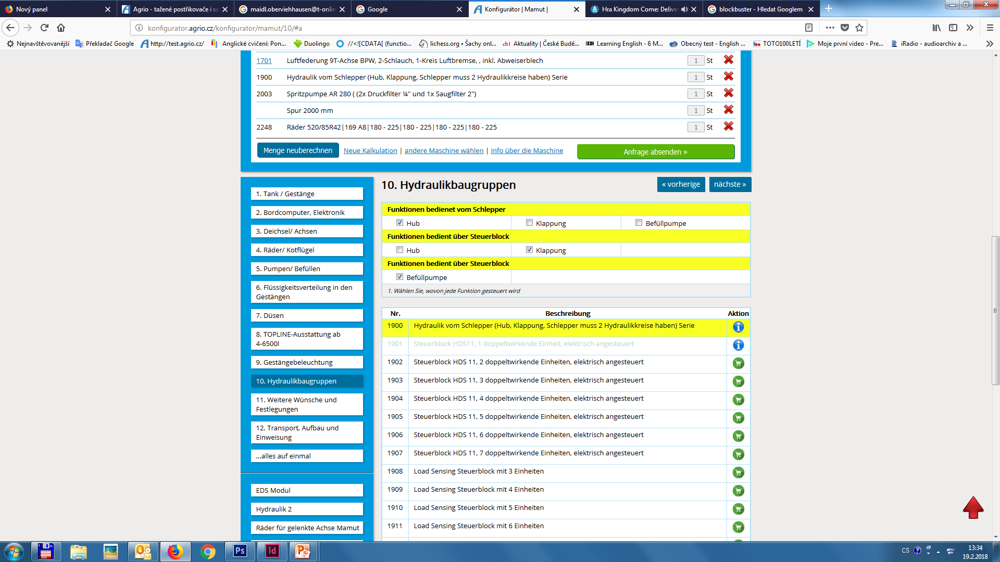 Nový panel
Agrio - tažené postřikovače i sa
maidl.oberviehhausen@t-onlin
Google
Konfigurátor | Mamut |
Hra Kingdom Come: Deliver
blockbuster - Hledat Googlem
konfigurator.agrio.cz/konfigurator/mamut/10/#a
Nejnavštěvovanější
Překladač Google
http://test.agrio.cz/
Anglické cvičení: Pon...
Duolingo
//<![CDATA[ (functio...
lichess.org • Šachy onl...
cb1 Aktuality | České Budě...
BBC Learning English - 6 M...
Obecný test - English ...
TOTO100LETÍ
Moje první video - Pre...
iRadio - audioarchiv a ...
1701 Luftfederung 9T-Achse BPW, 2-Schlauch, 1-Kreis Luftbremse, , inkl. Abweiserblech 1 St
1900 Hydraulik vom Schlepper (Hub, Klappung, Schlepper muss 2 Hydraulikkreise haben) Serie 1 St
2003 Spritzpumpe AR 280 ( (2x Druckfilter ¼" und 1x Saugfilter 2") 1 St
Spur 2000 mm 1 St
2248 Räder 520/85R42|169 A8|180 - 225|180 - 225|180 - 225|180 - 225 1 St
Menge neuberechnen Neue Kalkulation | andere Maschine wählen | Info über die Maschine Anfrage absenden »
1. Tank / Gestänge
2. Bordcomputer, Elektronik
3. Deichsel/ Achsen
4. Räder/ Kotflügel
5. Pumpen/ Befüllen
6. Flüssigkeitsverteilung in den
Gestängen
7. Düsen
8. TOPLINE-Ausstattung ab
4-6500l
9. Gestängebeleuchtung
10. Hydraulikbaugruppen
11. Weitere Wünsche und
Festlegungen
12. Transport, Aufbau und
Einweisung
...alles auf einmal
EDS Modul
Hydraulik 2
Räder für gelenkte Achse Mamut
10. Hydraulikbaugruppen
« vorherige nächste »
Funktionen bedienet vom Schlepper
Hub Klappung Befüllpumpe
Funktionen bedient über Steuerblock
Hub Klappung
Funktionen bedient über Steuerblock
Befüllpumpe
1. Wählen Sie, wovon jede Funktion gesteuert wird
Nr. Beschreibung Aktion
1900 Hydraulik vom Schlepper (Hub, Klappung, Schlepper muss 2 Hydraulikkreise haben) Serie
1901 Steuerblock HDS11, 1 doppeltwirkende Einheit, elektrisch angesteuert
1902 Steuerblock HDS 11, 2 doppeltwirkende Einheiten, elektrisch angesteuert
1903 Steuerblock HDS 11, 3 doppeltwirkende Einheiten, elektrisch angesteuert
1904 Steuerblock HDS 11, 4 doppeltwirkende Einheiten, elektrisch angesteuert
1905 Steuerblock HDS 11, 5 doppeltwirkende Einheiten, elektrisch angesteuert
1906 Steuerblock HDS 11, 6 doppeltwirkende Einheiten, elektrisch angesteuert
1907 Steuerblock HDS 11, 7 doppeltwirkende Einheiten, elektrisch angesteuert
1908 Load Sensing Steuerblock mit 3 Einheiten
1909 Load Sensing Steuerblock mit 4 Einheiten
1910 Load Sensing Steuerblock mit 5 Einheiten
1911 Load Sensing Steuerblock mit 6 Einheiten
Ps
Id
CS
13:34
19.2.2018